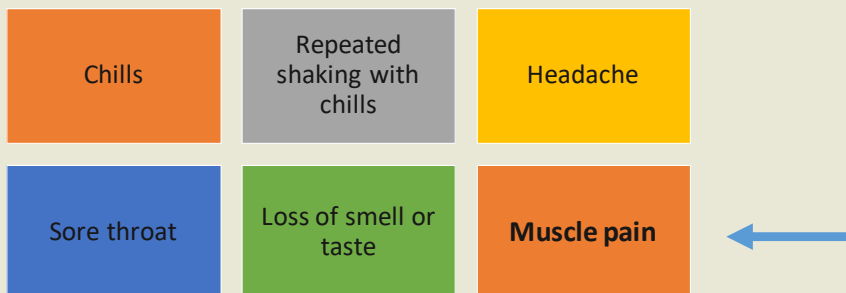 Chills
Repeated
shaking with
chills
Headache
Sore throat
Loss of smell or
taste
Muscle pain